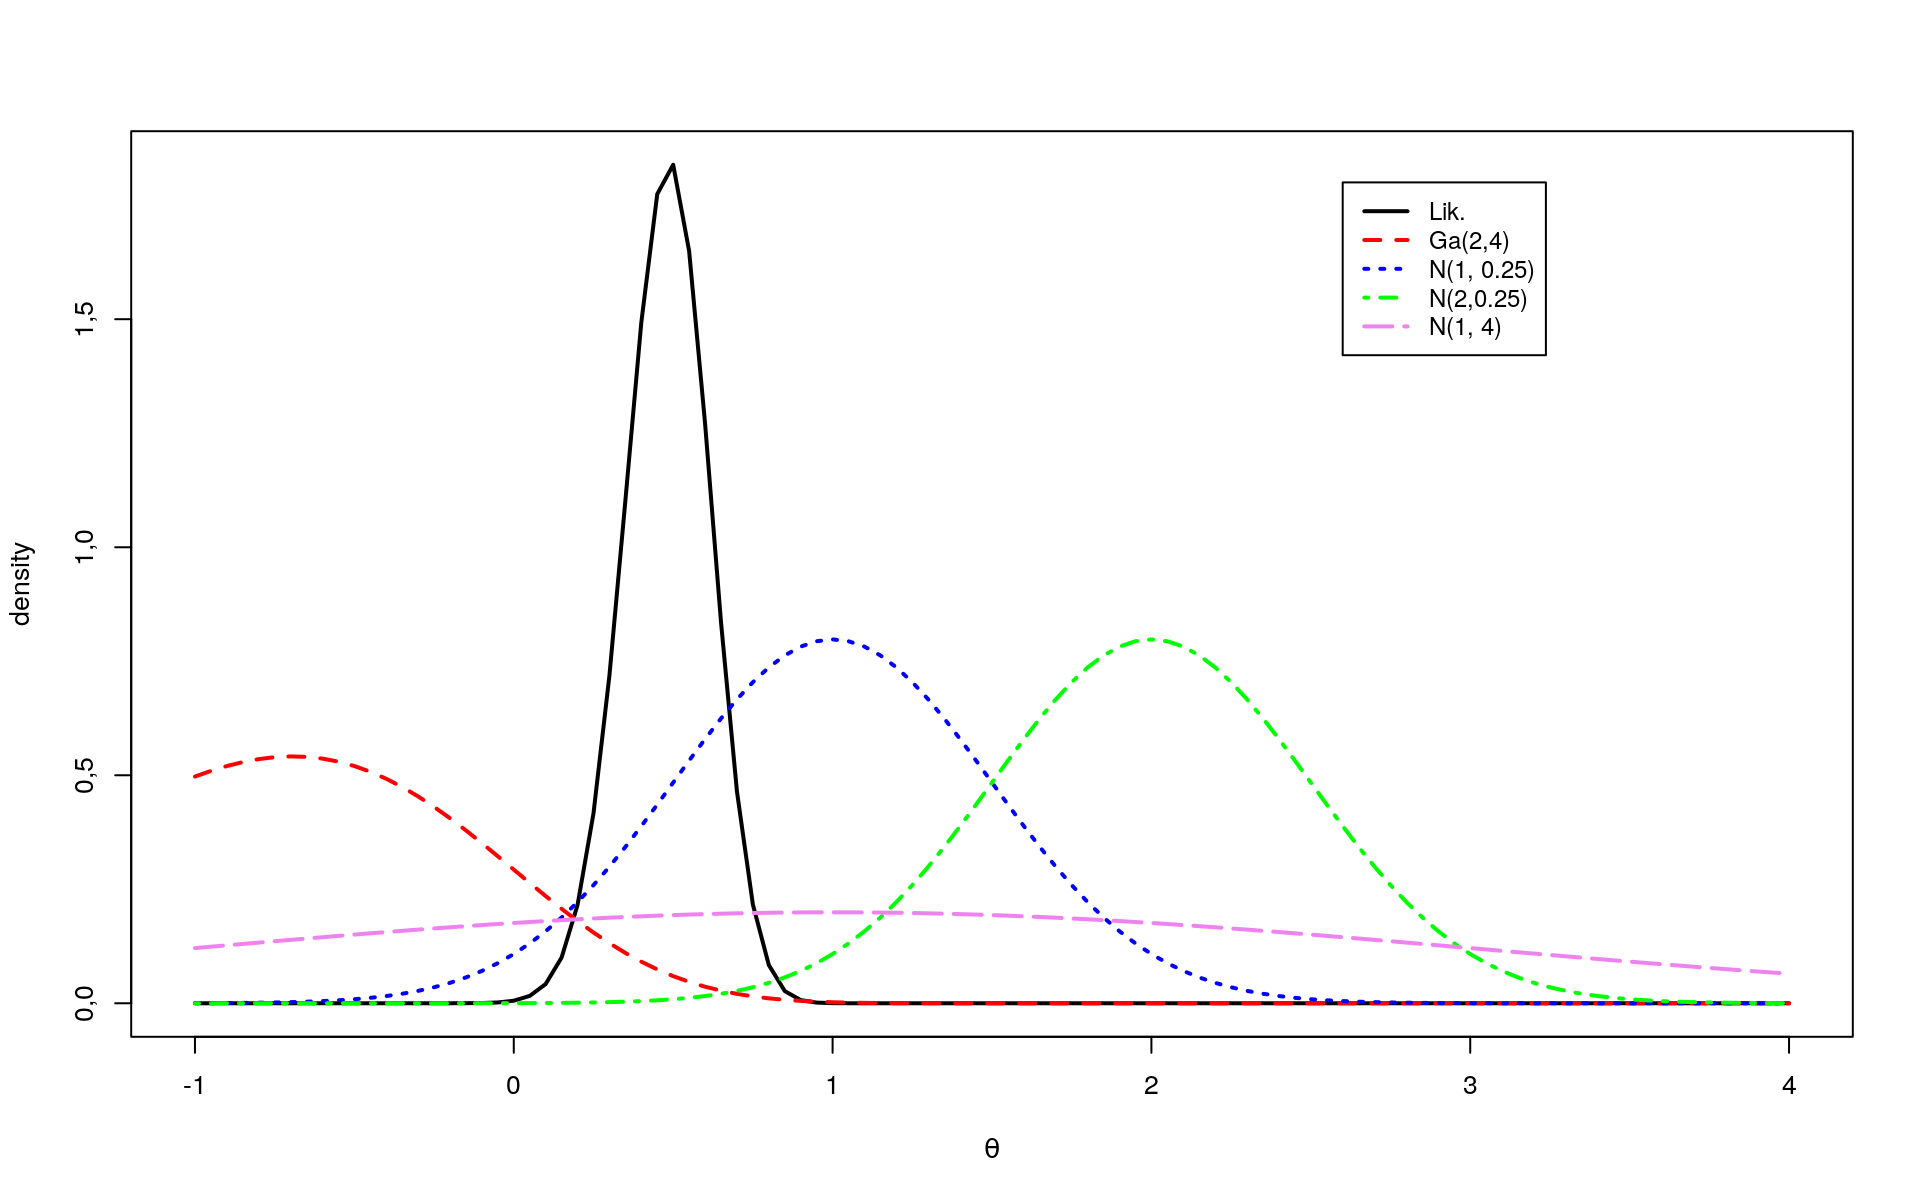 Lik.
Ga(2,4)
N(1, 0.25)
N(2,0.25)
N(1, 4)
density
1,5
1,0
0,5
0,0
-1 0 1 2 3 4
θ